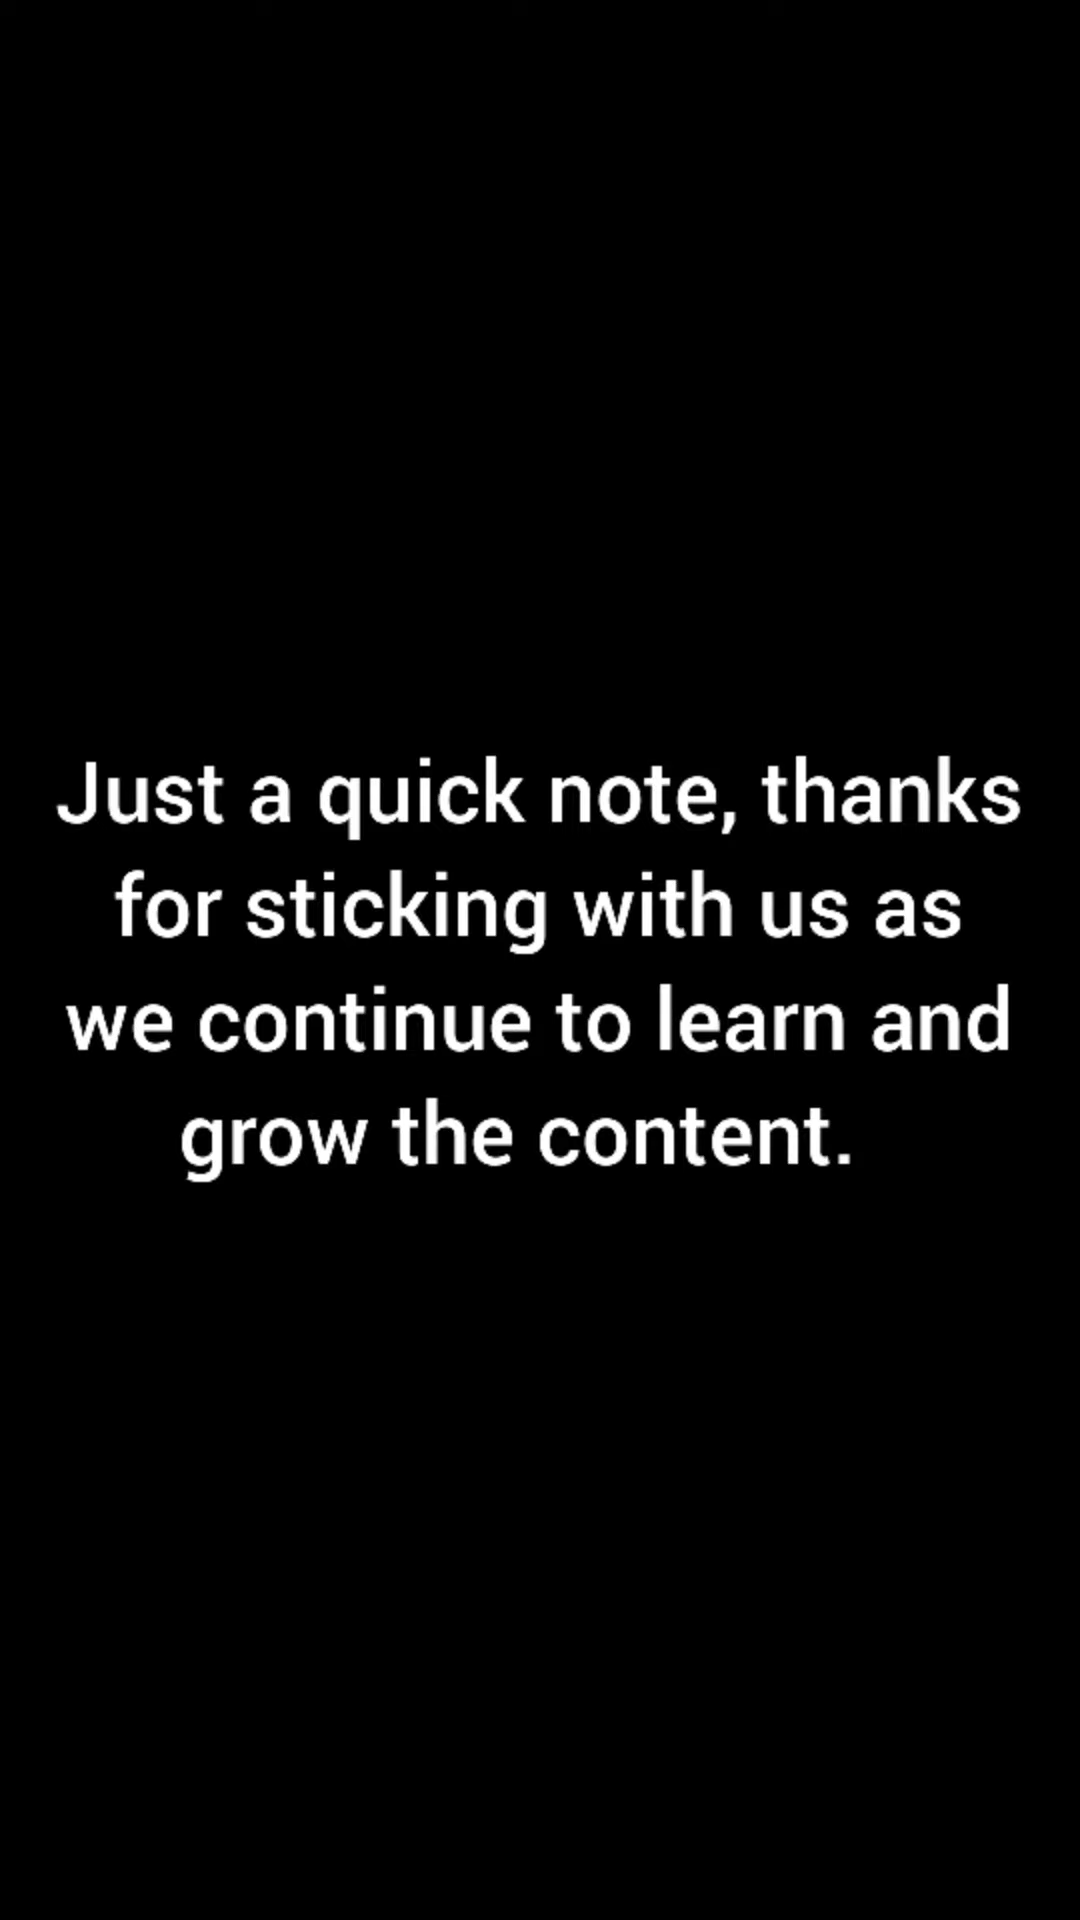 Just a quick note, thanks
for sticking with us as
we continue to learn and
grow the content.